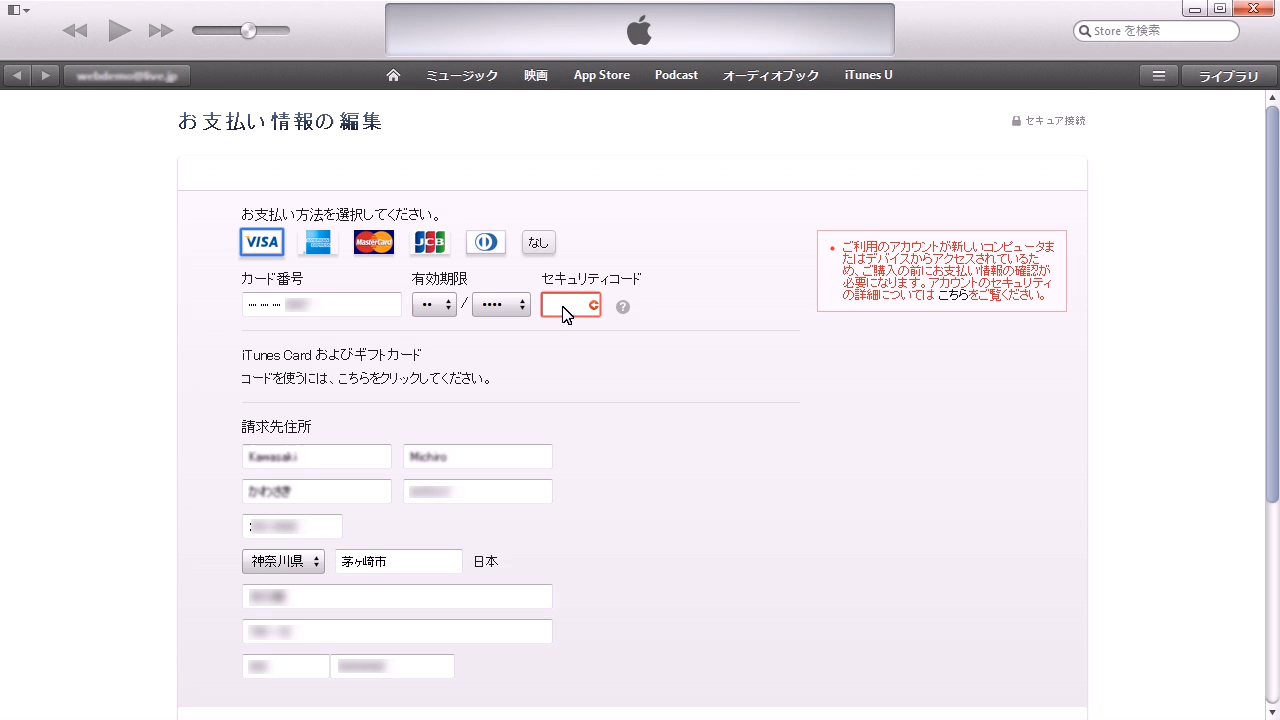 Store を検索
ミュージック 映画 App Store Podcast オーディオブック iTunes U ライブラリ
お支払い情報の編集
セキュア接続
お支払い方法を選択してください。
VISA AMERICAN EXPRESS MasterCard JCB なし
ご利用のアカウントが新しいコンピュータま
たはデバイスからアクセスされているた
め、ご購入の前にお支払い情報の確認が
必要になります。アカウントのセキュリティ
の詳細については こちらをご覧ください。
カード番号 有効期限 セキュリティコード
•• / •••• ?
iTunes Card およびギフトカード
コードを使うには、こちらをクリックしてください。
請求先住所
Kawasaki Michiro
かわさき
神奈川県 茅ヶ崎市 日本